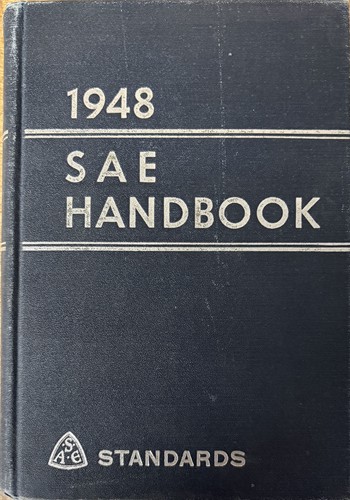 1948
SAE
HANDBOOK
S
A E
STANDARDS